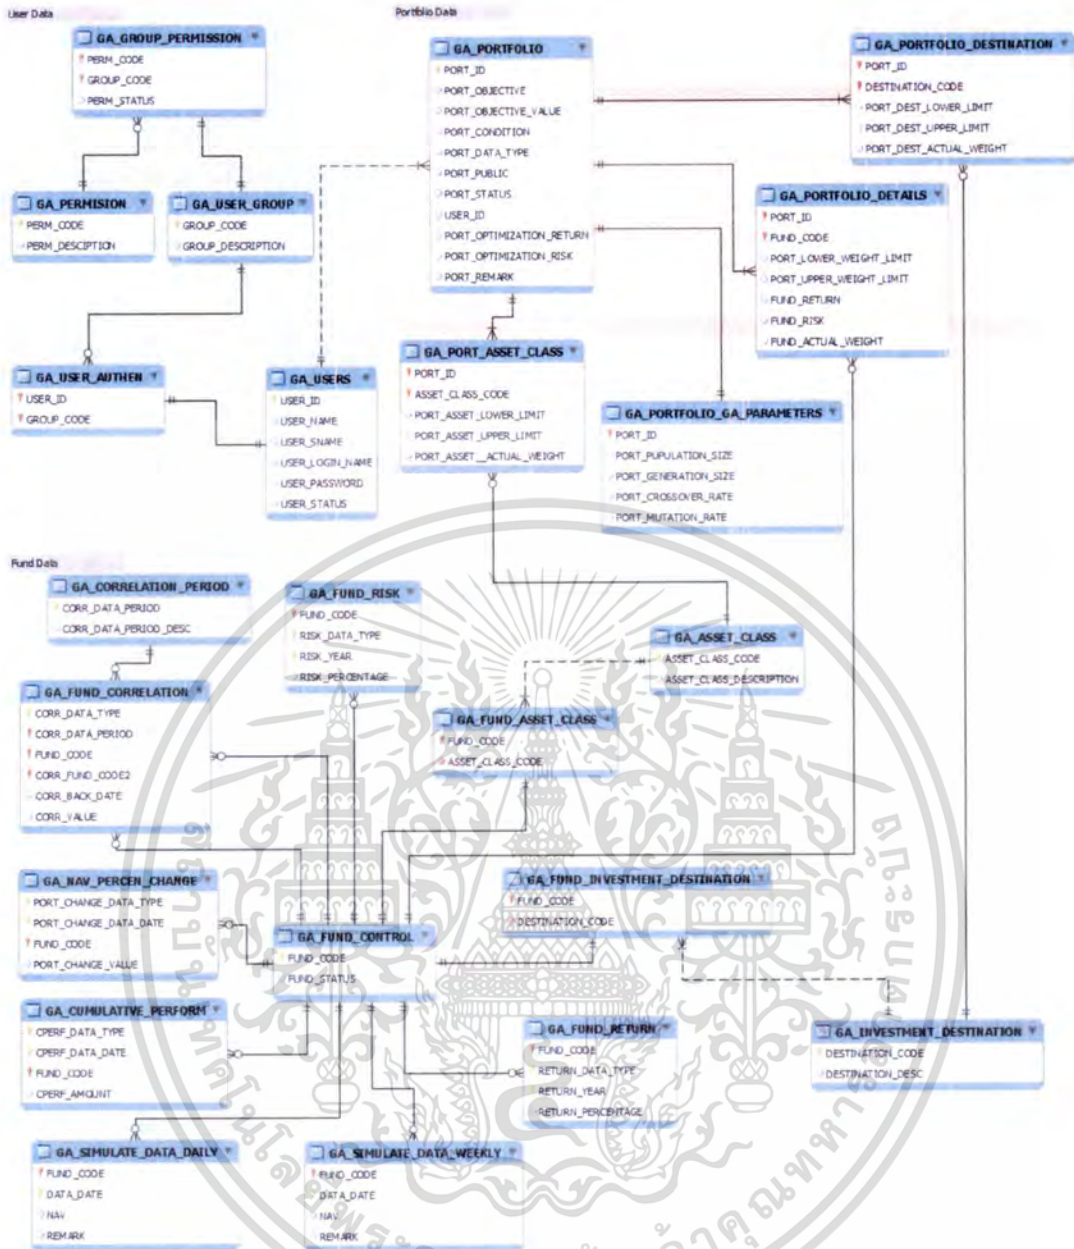 User Data
GA_GROUP_PERMISSION
PERM_CODE
GROUP_CODE
PERM_STATUS
GA_PERMISION
PERM_CODE
PERM_DESCIPTION
GA_USER_GROUP
GROUP_CODE
GROUP_DESCRIPTION
GA_USER_AUTHEN
USER_ID
GROUP_CODE
GA_USERS
USER_ID
USER_NAME
USER_SNAME
USER_LOGIN_NAME
USER_PASSWORD
USER_STATUS
Portfolio Data
GA_PORTFOLIO
PORT_ID
PORT_OBJECTIVE
PORT_OBJECTIVE_VALUE
PORT_CONDITION
PORT_DATA_TYPE
PORT_PUBLIC
PORT_STATUS
USER_ID
PORT_OPTIMIZATION_RETURN
PORT_OPTIMIZATION_RISK
PORT_REMARK
GA_PORTFOLIO_DESTINATION
PORT_ID
DESTINATION_CODE
PORT_DEST_LOWER_LIMIT
PORT_DEST_UPPER_LIMIT
PORT_DEST_ACTUAL_WEIGHT
GA_PORTFOLIO_DETAILS
PORT_ID
FUND_CODE
PORT_LOWER_WEIGHT_LIMIT
PORT_UPPER_WEIGHT_LIMIT
FUND_RETURN
FUND_RISK
FUND_ACTUAL_WEIGHT
GA_PORT_ASSET_CLASS
PORT_ID
ASSET_CLASS_CODE
PORT_ASSET_LOWER_LIMIT
PORT_ASSET_UPPER_LIMIT
PORT_ASSET__ACTUAL_WEIGHT
GA_PORTFOLIO_GA_PARAMETERS
PORT_ID
PORT_PUPULATION_SIZE
PORT_GENERATION_SIZE
PORT_CROSSOVER_RATE
PORT_MUTATION_RATE
Fund Data
GA_CORRELATION_PERIOD
CORR_DATA_PERIOD
CORR_DATA_PERIOD_DESC
GA_FUND_RISK
FUND_CODE
RISK_DATA_TYPE
RISK_YEAR
RISK_PERCENTAGE
GA_ASSET_CLASS
ASSET_CLASS_CODE
ASSET_CLASS_DESCRIPTION
GA_FUND_CORRELATION
CORR_DATA_TYPE
CORR_DATA_PERIOD
FUND_CODE
CORR_FUND_CODE2
CORR_BACK_DATE
CORR_VALUE
GA_FUND_ASSET_CLASS
FUND_CODE
ASSET_CLASS_CODE
GA_NAV_PERCEN_CHANGE
PORT_CHANGE_DATA_TYPE
PORT_CHANGE_DATA_DATE
FUND_CODE
PORT_CHANGE_VALUE
GA_FUND_CONTROL
FUND_CODE
FUND_STATUS
GA_FUND_INVESTMENT_DESTINATION
FUND_CODE
DESTINATION_CODE
GA_CUMULATIVE_PERFORM
CPERF_DATA_TYPE
CPERF_DATA_DATE
FUND_CODE
CPERF_AMOUNT
GA_FUND_RETURN
FUND_CODE
RETURN_DATA_TYPE
RETURN_YEAR
RETURN_PERCENTAGE
GA_INVESTMENT_DESTINATION
DESTINATION_CODE
DESTINATION_DESC
GA_SIMULATE_DATA_DAILY
FUND_CODE
DATA_DATE
NAV
REMARK
GA_SIMULATE_DATA_WEEKLY
FUND_CODE
DATA_DATE
NAV
REMARK